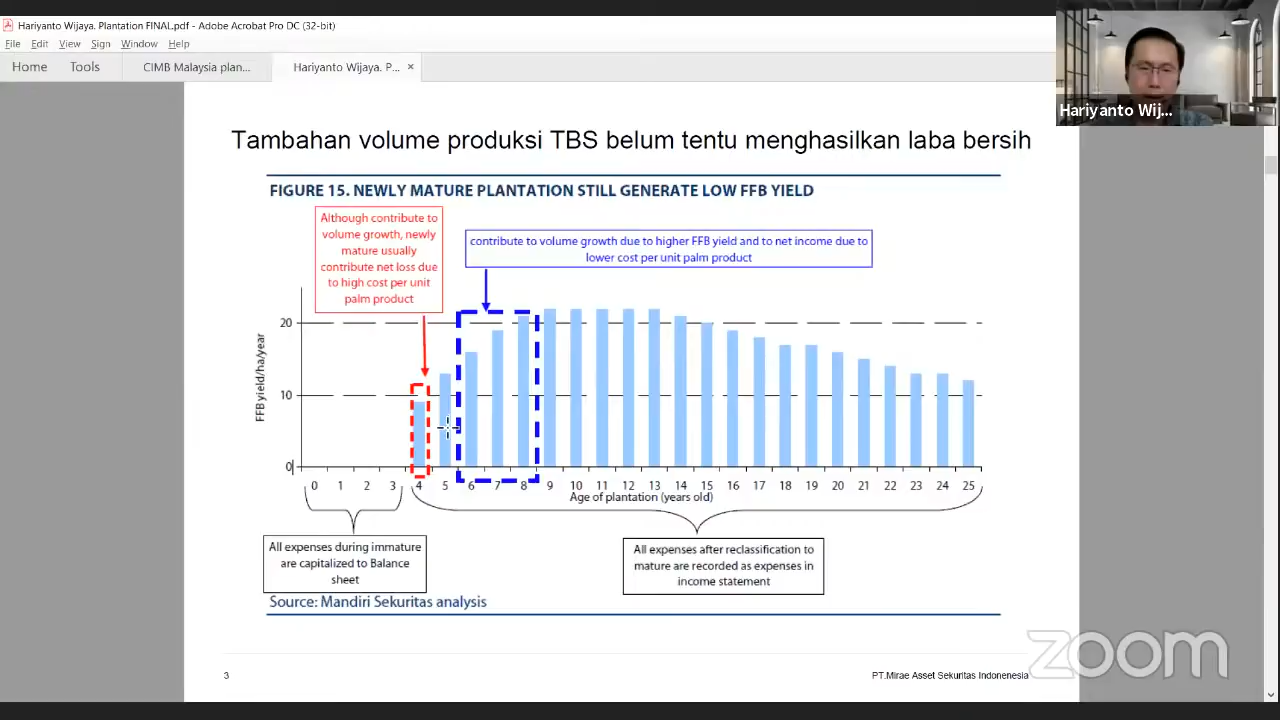 Hariyanto Wijaya. Plantation FINAL.pdf - Adobe Acrobat Pro DC (32-bit)
File Edit View Sign Window Help
Home Tools CIMB Malaysia plan... Hariyanto Wijaya. P... ×
Hariyanto Wij...
Tambahan volume produksi TBS belum tentu menghasilkan laba bersih
FIGURE 15. NEWLY MATURE PLANTATION STILL GENERATE LOW FFB YIELD
Although contribute to
volume growth, newly
mature usually
contribute net loss due
to high cost per unit
palm product
contribute to volume growth due to higher FFB yield and to net income due to
lower cost per unit palm product
FFB yield/ha/year
20
10
0
0 1 2 3 4 5 6 7 8 9 10 11 12 13 14 15 16 17 18 19 20 21 22 23 24 25
Age of plantation (years old)
All expenses during immature
are capitalized to Balance
sheet
All expenses after reclassification to
mature are recorded as expenses in
income statement
Source: Mandiri Sekuritas analysis
3
PT.Mirae Asset Sekuritas Indonenesia
zoom